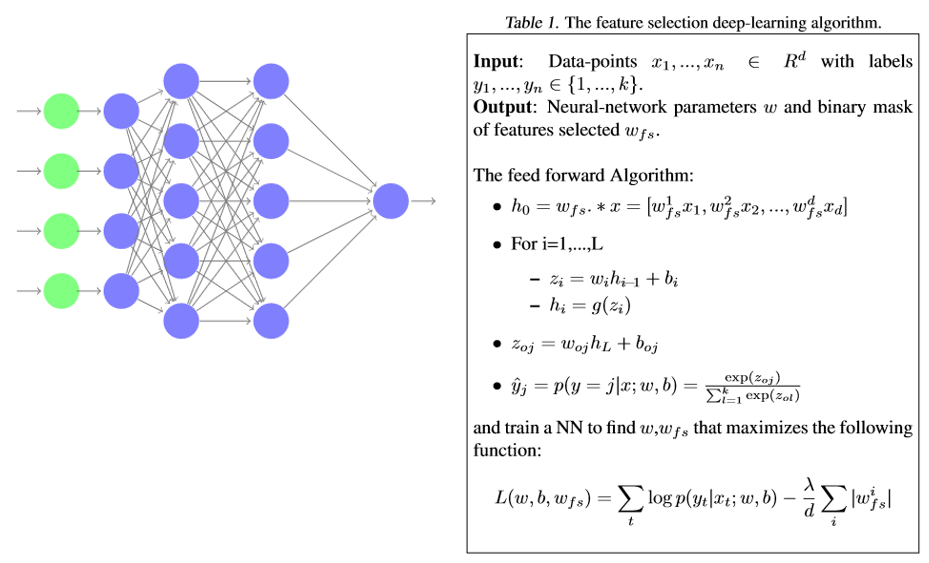 Table 1. The feature selection deep-learning algorithm.
Input: Data-points x_1,...,x_n ∈ R^d with labels
y_1,...,y_n ∈ {1,...,k}.
Output: Neural-network parameters w and binary mask
of features selected w_{fs}.
The feed forward Algorithm:
• h_0 = w_{fs}. * x = [w_{fs}^1 x_1, w_{fs}^2 x_2, ..., w_{fs}^d x_d]
• For i=1,...,L
– z_i = w_i h_{i-1} + b_i
– h_i = g(z_i)
• z_{oj} = w_{oj} h_L + b_{oj}
• ŷ_j = p(y = j|x; w, b) = \frac{exp(z_{oj})}{\sum_{l=1}^{k} exp(z_{ol})}
and train a NN to find w,w_{fs} that maximizes the following
function:
L(w, b, w_{fs}) = \sum_t log p(y_t|x_t; w, b) − \frac{λ}{d} \sum_i |w_{fs}^i|